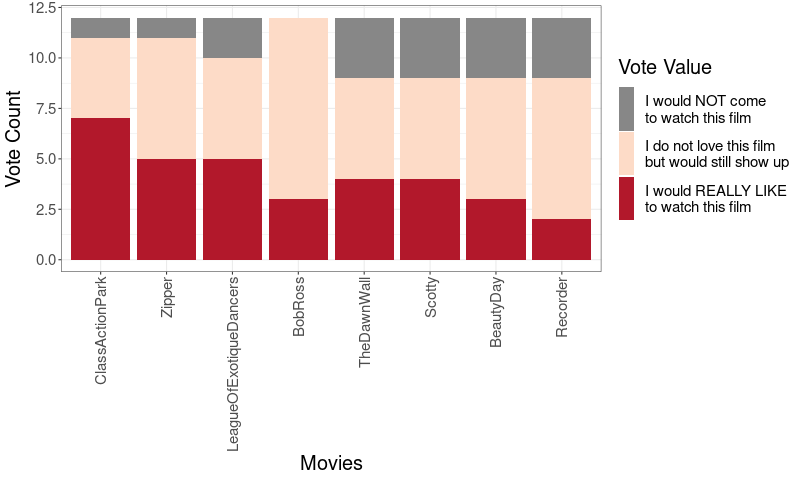 12.5
10.0
7.5
5.0
2.5
0.0
Vote Count
ClassActionPark
Zipper
LeagueOfExotiqueDancers
BobRoss
TheDawnWall
Scotty
BeautyDay
Recorder
Movies
Vote Value
I would NOT come
to watch this film
I do not love this film
but would still show up
I would REALLY LIKE
to watch this film